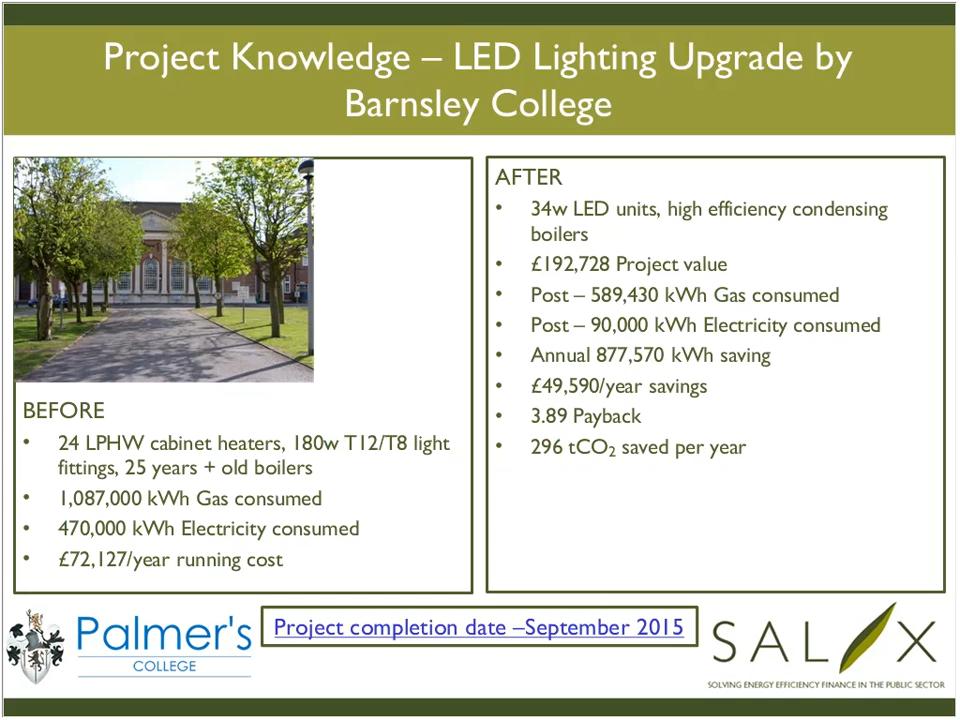 Project Knowledge – LED Lighting Upgrade by
Barnsley College
BEFORE
• 24 LPHW cabinet heaters, 180w T12/T8 light
fittings, 25 years + old boilers
• 1,087,000 kWh Gas consumed
• 470,000 kWh Electricity consumed
• £72,127/year running cost
AFTER
• 34w LED units, high efficiency condensing
boilers
• £192,728 Project value
• Post – 589,430 kWh Gas consumed
• Post – 90,000 kWh Electricity consumed
• Annual 877,570 kWh saving
• £49,590/year savings
• 3.89 Payback
• 296 tCO₂ saved per year
Palmer's
COLLEGE
Project completion date –September 2015
SALIX
SOLVING ENERGY EFFICIENCY FINANCE IN THE PUBLIC SECTOR